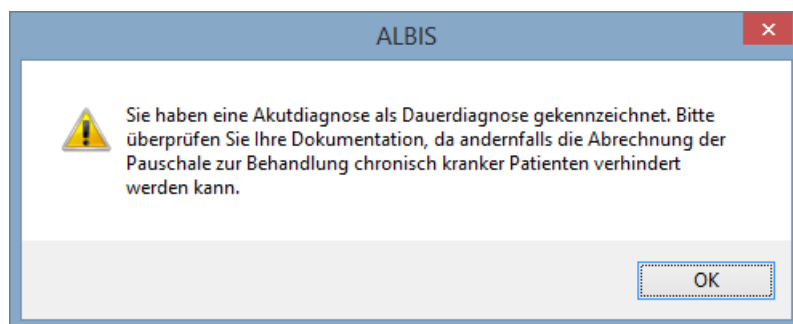 ALBIS
Sie haben eine Akutdiagnose als Dauerdiagnose gekennzeichnet. Bitte
überprüfen Sie Ihre Dokumentation, da andernfalls die Abrechnung der
Pauschale zur Behandlung chronisch kranker Patienten verhindert
werden kann.
OK